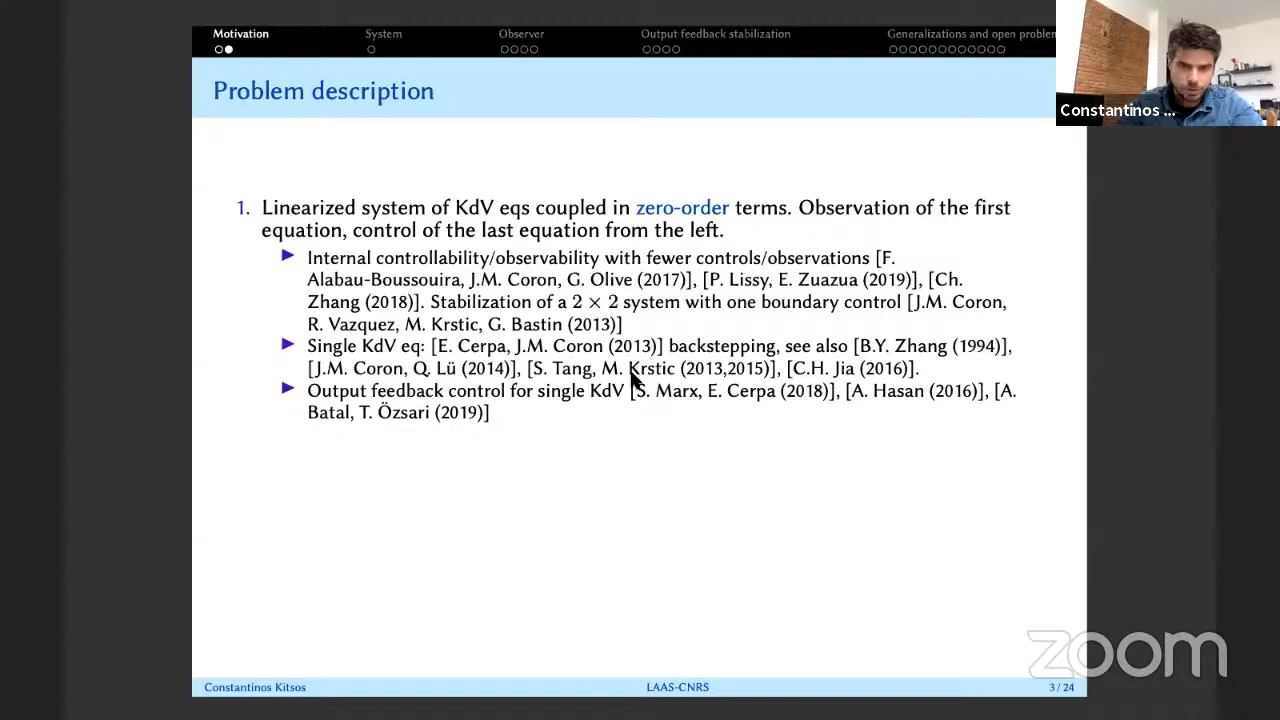 Motivation
System
Observer
Output feedback stabilization
Generalizations and open problem
Problem description
Constantinos ...
1. Linearized system of KdV eqs coupled in zero-order terms. Observation of the first
equation, control of the last equation from the left.
Internal controllability/observability with fewer controls/observations [F.
Alabau-Boussouira, J.M. Coron, G. Olive (2017)], [P. Lissy, E. Zuazua (2019)], [Ch.
Zhang (2018)]. Stabilization of a 2 × 2 system with one boundary control [J.M. Coron,
R. Vazquez, M. Krstic, G. Bastin (2013)]
Single KdV eq: [E. Cerpa, J.M. Coron (2013)] backstepping, see also [B.Y. Zhang (1994)],
[J.M. Coron, Q. Lü (2014)], [S. Tang, M. Krstic (2013,2015)], [C.H. Jia (2016)].
Output feedback control for single KdV [S. Marx, E. Cerpa (2018)], [A. Hasan (2016)], [A.
Batal, T. Özsari (2019)]
zoom
Constantinos Kitsos
LAAS-CNRS
3 / 24